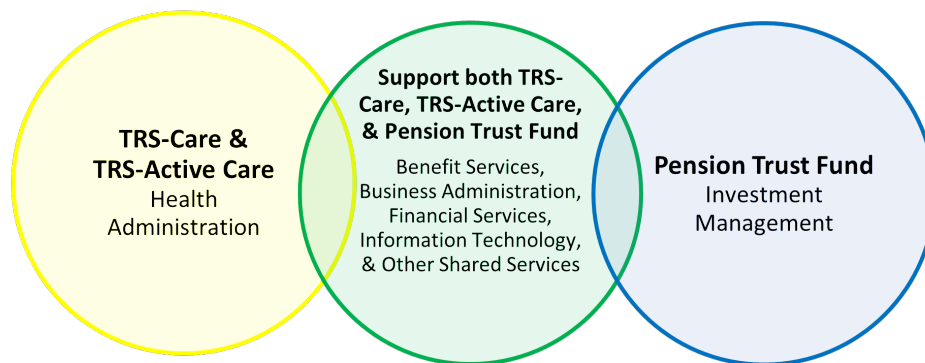 TRS-Care &
TRS-Active Care
Health
Administration
Support both TRS-
Care, TRS-Active Care,
& Pension Trust Fund
Benefit Services,
Business Administration,
Financial Services,
Information Technology,
& Other Shared Services
Pension Trust Fund
Investment
Management